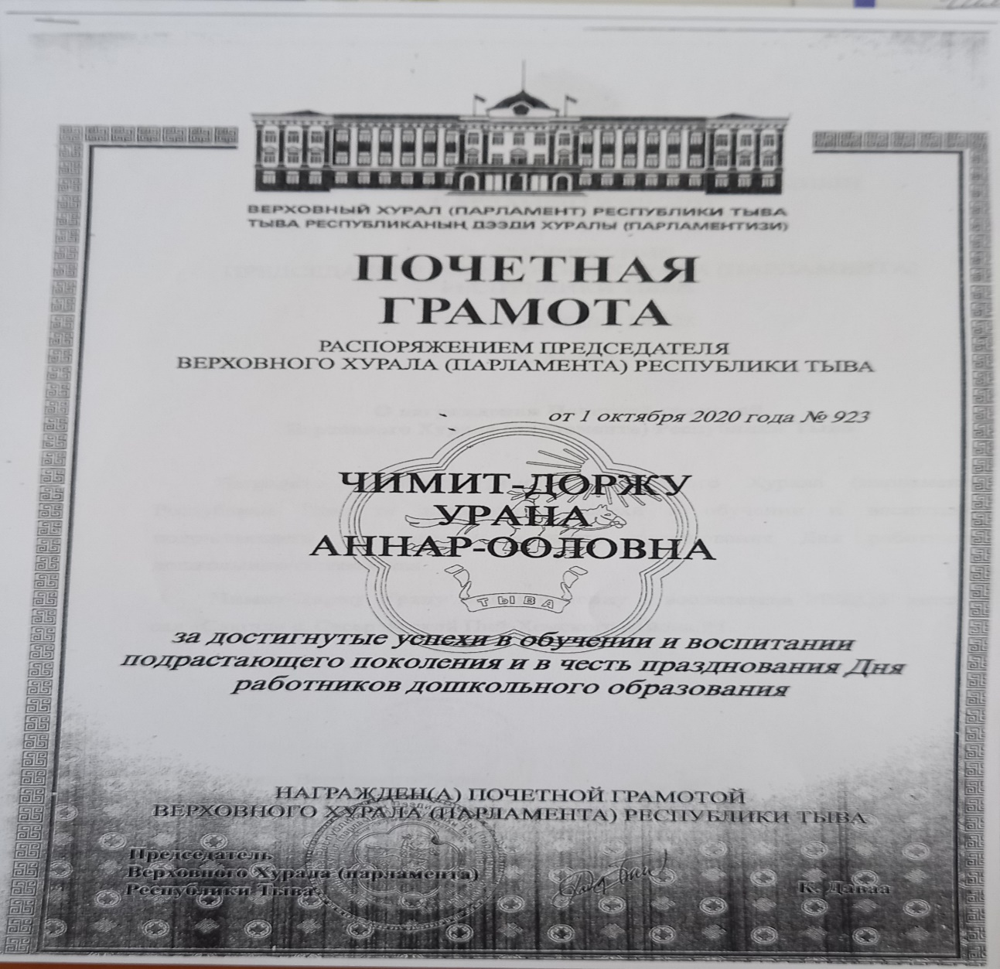 ВЕРХОВНЫЙ ХУРАЛ (ПАРЛАМЕНТ) РЕСПУБЛИКИ ТЫВА
ТЫВА РЕСПУБЛИКАНЫҢ ДЭЭДИ ХУРАЛЫ (ПАРЛАМЕНТИЗИ)
ПОЧЕТНАЯ
ГРАМОТА
РАСПОРЯЖЕНИЕМ ПРЕДСЕДАТЕЛЯ
ВЕРХОВНОГО ХУРАЛА (ПАРЛАМЕНТА) РЕСПУБЛИКИ ТЫВА
от 1 октября 2020 года № 923
ЧИМИТ-ДОРЖУ
УРАНА
АННАР-ООЛОВНА
ТЫВА
за достигнутые успехи в обучении и воспитании
подрастающего поколения и в честь празднования Дня
работников дошкольного образования
НАГРАЖДЕН(А) ПОЧЕТНОЙ ГРАМОТОЙ
ВЕРХОВНОГО ХУРАЛА (ПАРЛАМЕНТА) РЕСПУБЛИКИ ТЫВА
Председатель
Верховного Хурала (парламента)
Республики Тыва
К. Даваа